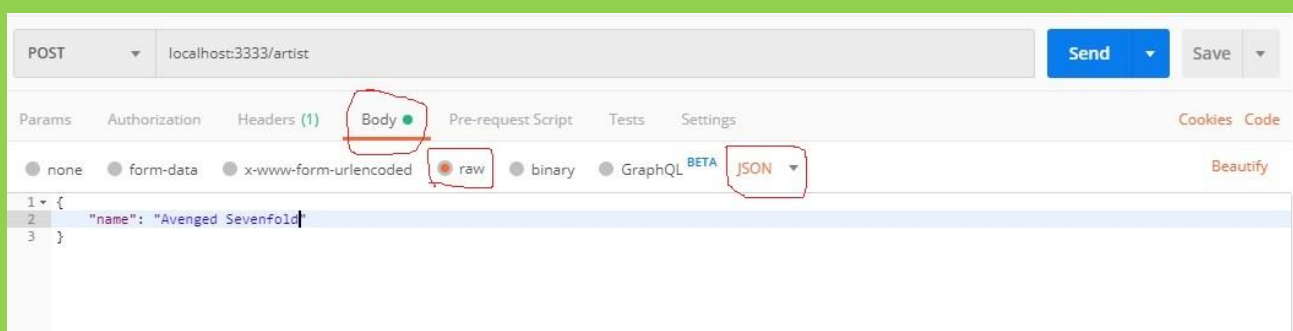 POST localhost:3333/artist Send Save
Params Authorization Headers (1) Body Pre-request Script Tests Settings Cookies Code
none form-data x-www-form-urlencoded raw binary GraphQL BETA JSON Beautify
1 {
2 "name": "Avenged Sevenfold"
3 }